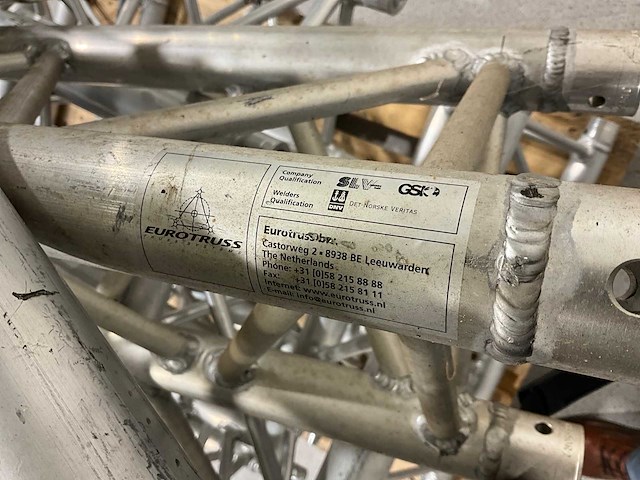 EUROTRUSS
Company
Qualification
SLV
GSK
Welders
Qualification
DNV
DET NORSKE VERITAS
Eurotruss bv.
Castorweg 2 • 8938 BE Leeuwarden
The Netherlands
Phone: +31 [0]58 215 88 88
Fax: +31 [0]58 215 81 11
Internet: www.eurotruss.nl
E-mail: info@eurotruss.nl